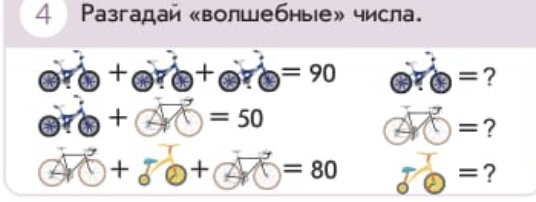 4 Разгадай «волшебные» числа.
+ + = 90 = ?
+ = 50 = ?
+ + = 80 = ?